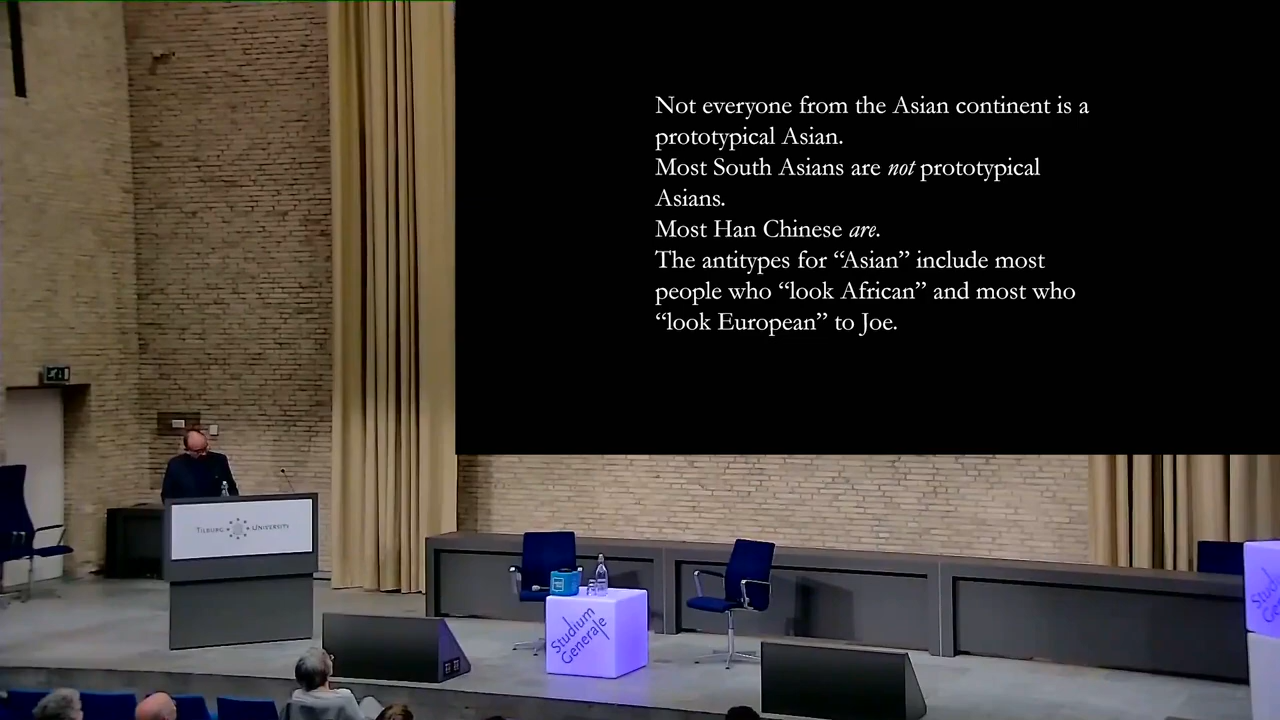 Not everyone from the Asian continent is a
prototypical Asian.
Most South Asians are not prototypical
Asians.
Most Han Chinese are.
The antitypes for “Asian” include most
people who “look African” and most who
“look European” to Joe.
TILBURG UNIVERSITY
Studium
Generale
Studium